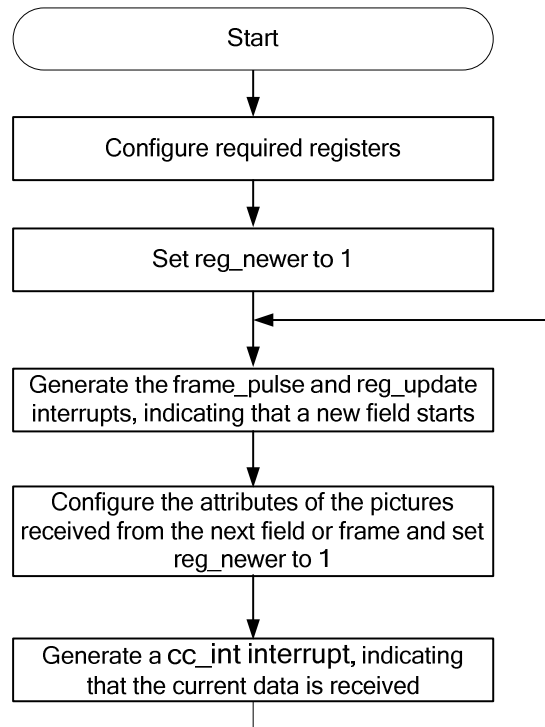 Start
Configure required registers
Set reg_newer to 1
Generate the frame_pulse and reg_update
interrupts, indicating that a new field starts
Configure the attributes of the pictures
received from the next field or frame and set
reg_newer to 1
Generate a cc_int interrupt, indicating
that the current data is received